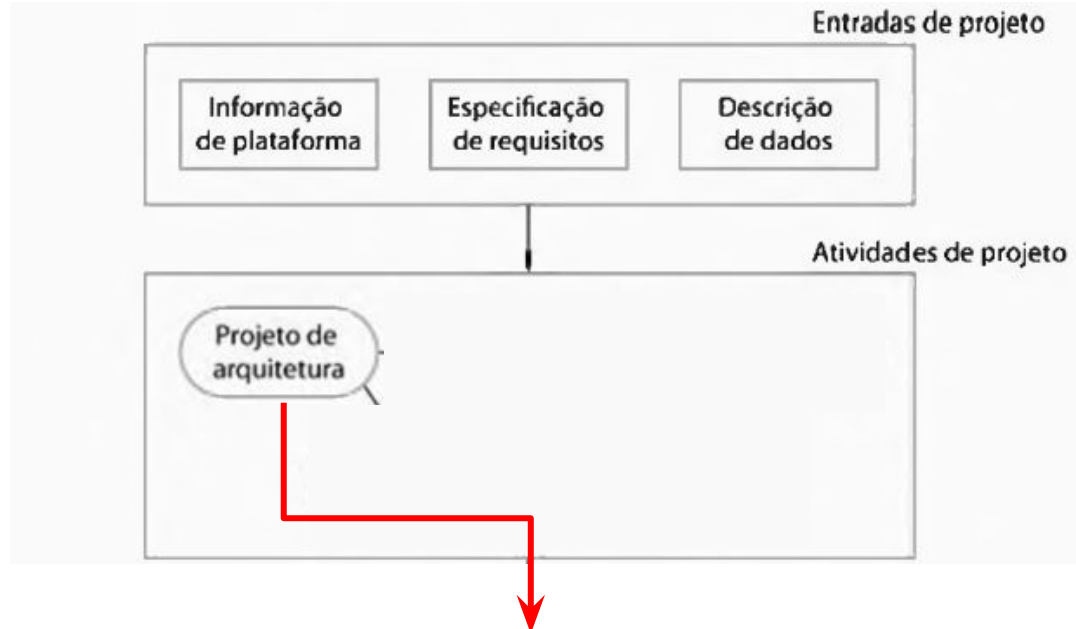 Entradas de projeto
Informação
de plataforma
Especificação
de requisitos
Descrição
de dados
Atividades de projeto
Projeto de
arquitetura